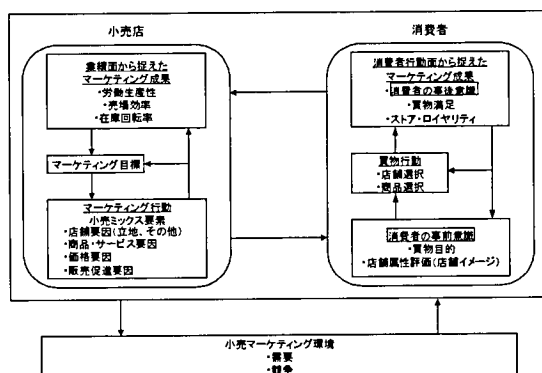 小売店
業績面から捉えた
マーケティング成果
・労働生産性
・売場効率
・在庫回転率
マーケティング目標
マーケティング行動
小売ミックス要素
・店舗要因(立地、その他)
・商品・サービス要因
・価格要因
・販売促進要因
消費者
消費者行動面から捉えた
マーケティング成果
・消費者の事後意識
・買物満足
・ストア・ロイヤリティ
買物行動
・店舗選択
・商品選択
消費者の事前意識
・買物目的
・店舗属性評価(店舗イメージ)
小売マーケティング環境
・需要
・競争